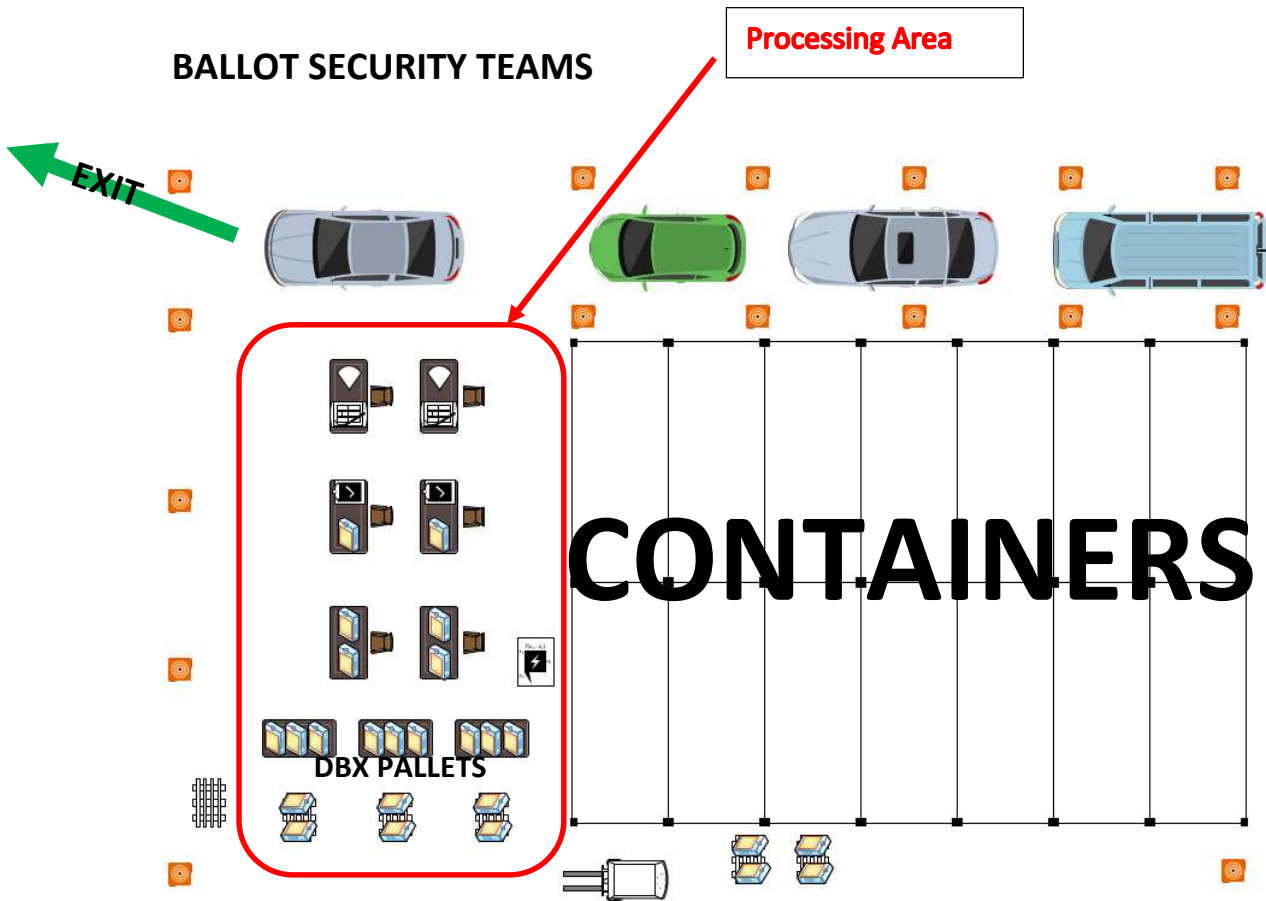 Processing Area
BALLOT SECURITY TEAMS
EXIT
CONTAINERS
DBX PALLETS